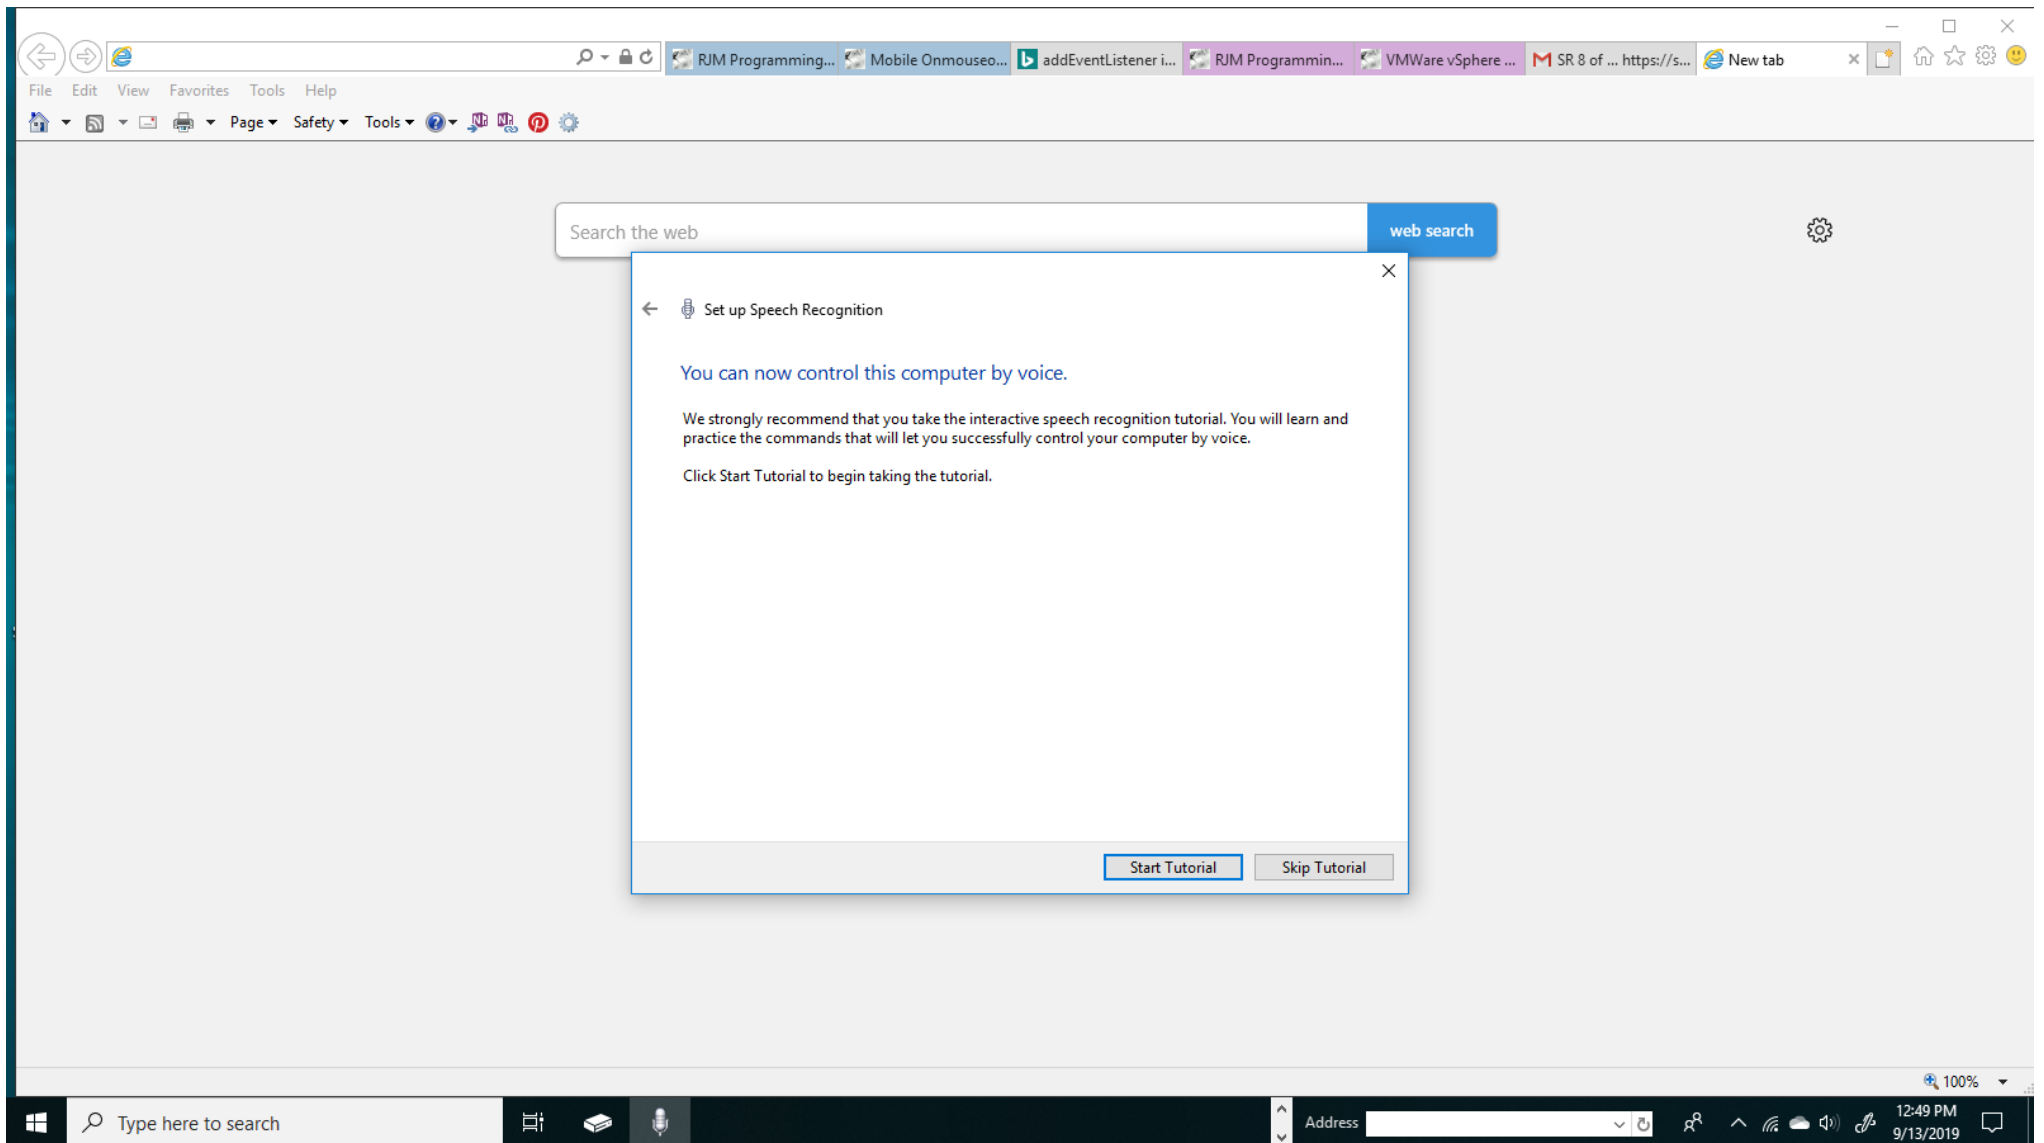 RJM Programming... Mobile Onmouseo... addEventListener i... RJM Programmin... VMWare vSphere ... SR 8 of ... https://s... New tab
File Edit View Favorites Tools Help
Page Safety Tools
Search the web web search
Set up Speech Recognition
You can now control this computer by voice.
We strongly recommend that you take the interactive speech recognition tutorial. You will learn and
practice the commands that will let you successfully control your computer by voice.
Click Start Tutorial to begin taking the tutorial.
Start Tutorial Skip Tutorial
100%
Type here to search Address 12:49 PM
9/13/2019